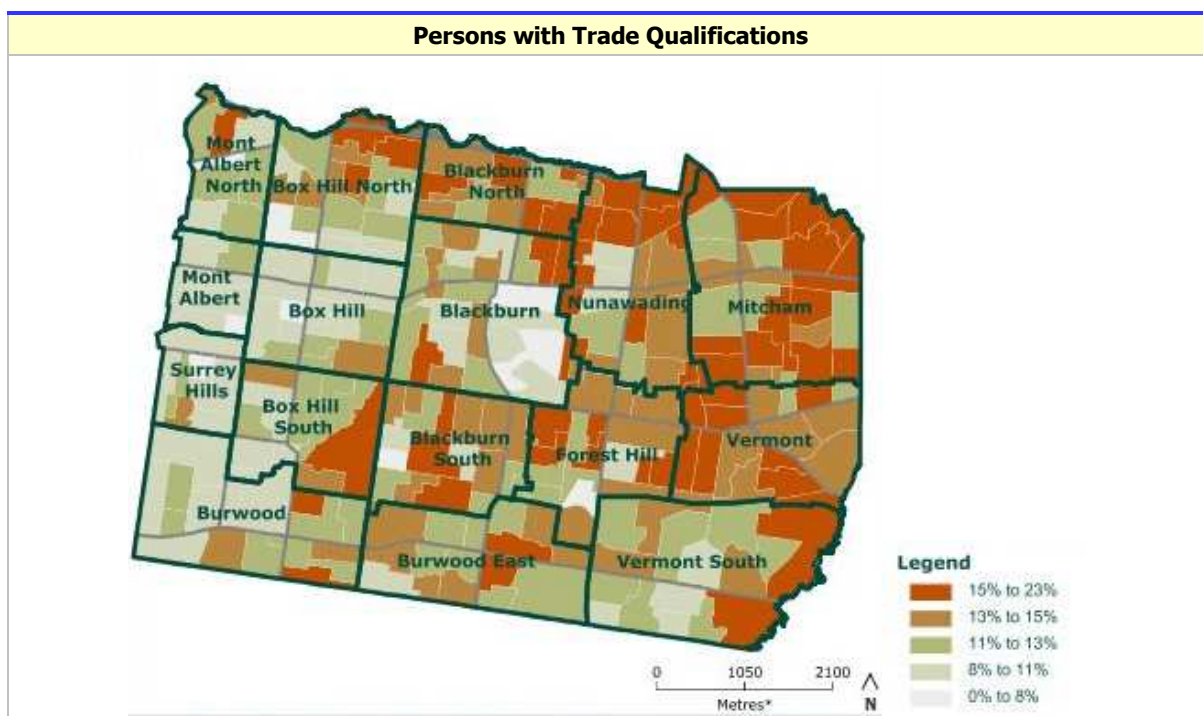 Persons with Trade Qualifications
Mont
Albert
North
Box Hill North
Blackburn
North
Mont
Albert
Box Hill
Blackburn
Nunawading
Mitcham
Surrey
Hills
Box Hill
South
Blackburn
South
Forest Hill
Vermont
Burwood
Burwood East
Vermont South
Legend
15% to 23%
13% to 15%
11% to 13%
8% to 11%
0% to 8%
0 1050 2100
Metres*
N